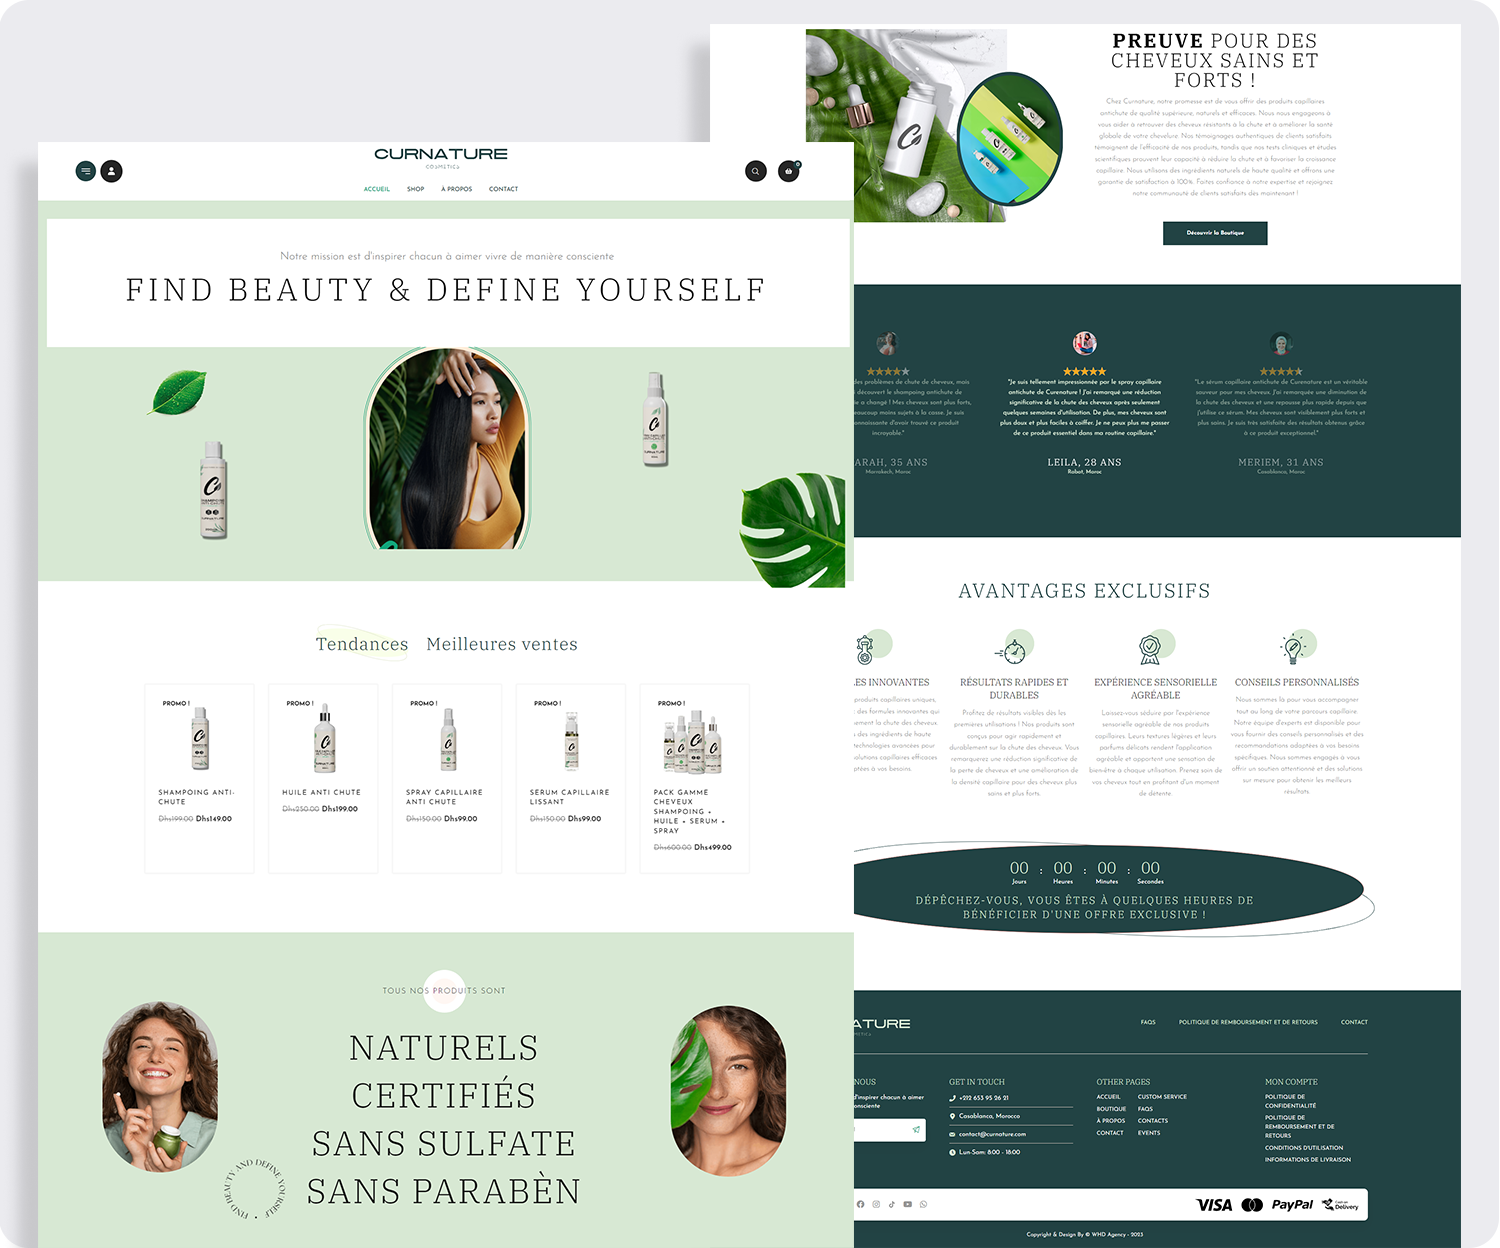 CURNATURE
COSMETICS
ACCUEIL SHOP À PROPOS CONTACT
0
Notre mission est d'inspirer chacun à aimer vivre de manière consciente
FIND BEAUTY & DEFINE YOURSELF
Tendances Meilleures ventes
PROMO !
SHAMPOING ANTI-
CHUTE
Dhs199.00 Dhs149.00
PROMO !
HUILE ANTI CHUTE
Dhs250.00 Dhs199.00
PROMO !
SPRAY CAPILLAIRE
ANTI CHUTE
Dhs150.00 Dhs99.00
PROMO !
SERUM CAPILLAIRE
LISSANT
Dhs150.00 Dhs99.00
PROMO !
PACK GAMME
CHEVEUX
SHAMPOING +
HUILE + SERUM +
SPRAY
Dhs600.00 Dhs499.00
TOUS NOS PRODUITS SONT
NATURELS
CERTIFIÉS
SANS SULFATE
SANS PARABÈN
FIND BEAUTY AND DEFINE YOURSELF •
PREUVE POUR DES
CHEVEUX SAINS ET
FORTS !
Chez Curnature, notre promesse est de vous offrir des produits capillaires
antichute de qualité supérieure, naturels et efficaces. Nous nous engageons à
vous aider à retrouver des cheveux résistants à la chute et à améliorer la santé
globale de votre chevelure. Nos témoignages authentiques de clients satisfaits
témoignent de l'efficacité de nos produits, tandis que nos tests cliniques et études
scientifiques prouvent leur capacité à réduire la chute et à favoriser la croissance
capillaire. Nous utilisons des ingrédients naturels de haute qualité et offrons une
garantie de satisfaction à 100%. Faites confiance à notre expertise et rejoignez
notre communauté de clients satisfaits dès maintenant !
Découvrir la Boutique
des problèmes de chute de cheveux, mais
découvert le shampoing antichute de
a changé ! Mes cheveux sont plus forts,
beaucoup moins sujets à la casse. Je suis
reconnaissante d'avoir trouvé ce produit
incroyable."
SARAH, 35 ANS
Marrakech, Maroc
"Je suis tellement impressionnée par le spray capillaire
antichute de Curenature ! J'ai remarqué une réduction
significative de la chute des cheveux après seulement
quelques semaines d'utilisation. De plus, mes cheveux sont
plus doux et plus faciles à coiffer. Je ne peux plus me passer
de ce produit essentiel dans ma routine capillaire."
LEILA, 28 ANS
Rabat, Maroc
"Le sérum capillaire antichute de Curenature est un véritable
sauveur pour mes cheveux. J'ai remarqué une diminution de
la chute des cheveux et une repousse plus rapide depuis que
j'utilise ce sérum. Mes cheveux sont visiblement plus forts et
plus sains. Je suis très satisfaite des résultats obtenus grâce
à ce produit exceptionnel."
MERIEM, 31 ANS
Casablanca, Maroc
AVANTAGES EXCLUSIFS
LES INNOVANTES
produits capillaires uniques,
des formules innovantes qui
ement la chute des cheveux
des ingrédients de haute
technologies avancées pour
olutions capillaires efficaces
ptées à vos besoins.
RÉSULTATS RAPIDES ET
DURABLES
Profitez de résultats visibles dès les
premières utilisations ! Nos produits sont
conçus pour agir rapidement et
durablement sur la chute des cheveux. Vous
remarquerez une réduction significative de
la perte de cheveux et une amélioration de
la densité capillaire pour des cheveux plus
sains et plus forts.
EXPÉRIENCE SENSORIELLE
AGRÉABLE
Laissez-vous séduire par l'expérience
sensorielle agréable de nos produits
capillaires. Leurs textures légères et leurs
parfums délicats rendent l'application
agréable et apportent une sensation de
bien-être à chaque utilisation. Prenez soin de
vos cheveux tout en profitant d'un moment
de détente.
CONSEILS PERSONNALISÉS
Nous sommes là pour vous accompagner
tout au long de votre parcours capillaire.
Notre équipe d'experts est disponible pour
vous fournir des conseils personnalisés et des
recommandations adaptées à vos besoins
spécifiques. Nous sommes engagés à vous
offrir un soutien attentionné et des solutions
sur mesure pour obtenir les meilleurs
résultats.
00 : 00 : 00 : 00
Jours Heures Minutes Secondes
DÉPÊCHEZ-VOUS, VOUS ÊTES À QUELQUES HEURES DE
BÉNÉFICIER D'UNE OFFRE EXCLUSIVE !
ATURE
METICS
FAQS POLITIQUE DE REMBOURSEMENT ET DE RETOURS CONTACT
NOUS
d'inspirer chacun à aimer
onsciente
GET IN TOUCH
+212 653 95 26 21
Casablanca, Morocco
contact@curnature.com
Lun-Sam: 8:00 - 18:00
OTHER PAGES
ACCUEIL CUSTOM SERVICE
BOUTIQUE FAQS
À PROPOS CONTACTS
CONTACT EVENTS
MON COMPTE
POLITIQUE DE
CONFIDENTIALITÉ
POLITIQUE DE
REMBOURSEMENT ET DE
RETOURS
CONDITIONS D'UTILISATION
INFORMATIONS DE LIVRAISON
VISA PayPal Cash on Delivery
Copyright & Design By © WHD Agency - 2023